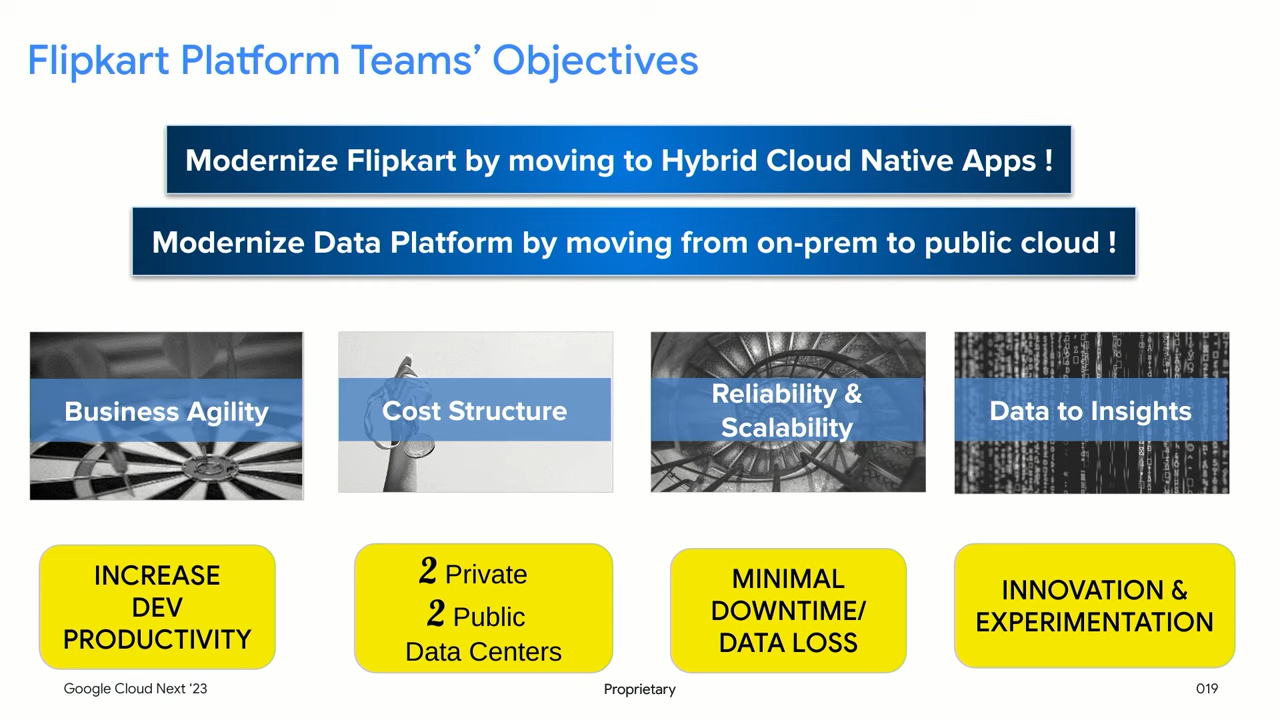 Flipkart Platform Teams’ Objectives
Modernize Flipkart by moving to Hybrid Cloud Native Apps !
Modernize Data Platform by moving from on-prem to public cloud !
Business Agility
Cost Structure
Reliability &
Scalability
Data to Insights
INCREASE
DEV
PRODUCTIVITY
2 Private
2 Public
Data Centers
MINIMAL
DOWNTIME/
DATA LOSS
INNOVATION &
EXPERIMENTATION
Google Cloud Next ‘23
Proprietary
019